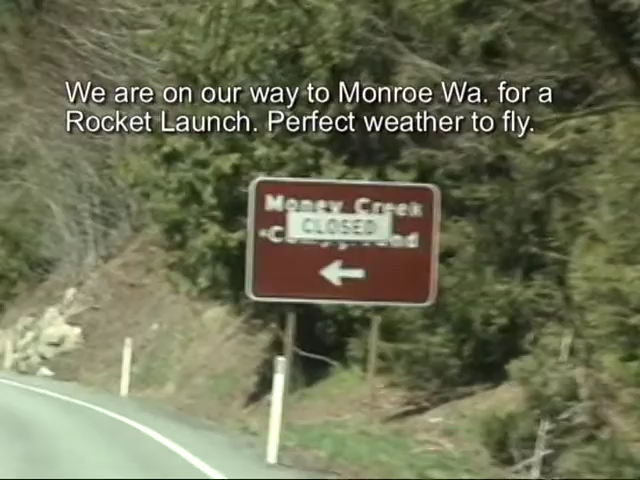 We are on our way to Monroe Wa. for a
Rocket Launch. Perfect weather to fly.
Money Creek
CLOSED